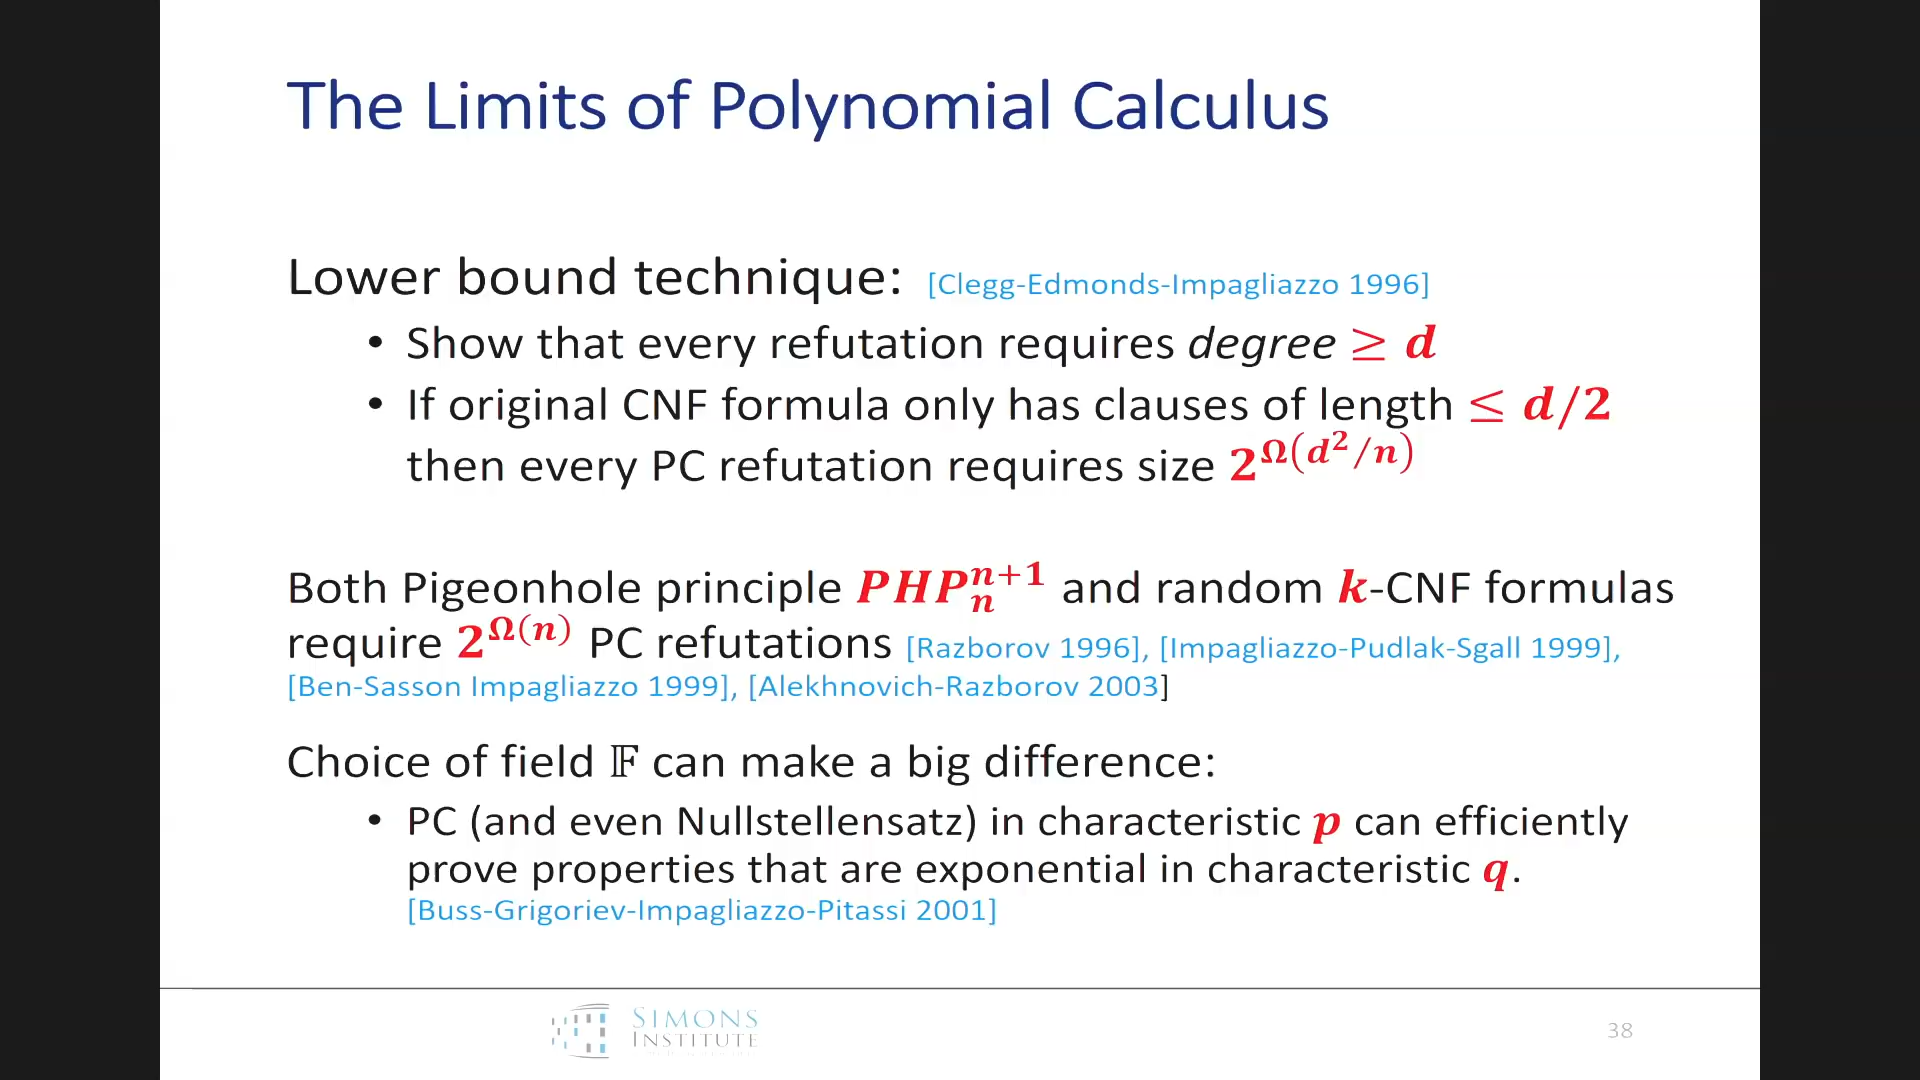 The Limits of Polynomial Calculus
Lower bound technique: [Clegg-Edmonds-Impagliazzo 1996]
• Show that every refutation requires degree ≥ d
• If original CNF formula only has clauses of length ≤ d/2
then every PC refutation requires size 2^Ω(d²/n)
Both Pigeonhole principle PHP_n^{n+1} and random k-CNF formulas
require 2^Ω(n) PC refutations [Razborov 1996], [Impagliazzo-Pudlak-Sgall 1999],
[Ben-Sasson Impagliazzo 1999], [Alekhnovich-Razborov 2003]
Choice of field 𝔽 can make a big difference:
• PC (and even Nullstellensatz) in characteristic p can efficiently
prove properties that are exponential in characteristic q.
[Buss-Grigoriev-Impagliazzo-Pitassi 2001]
SIMONS
INSTITUTE
38